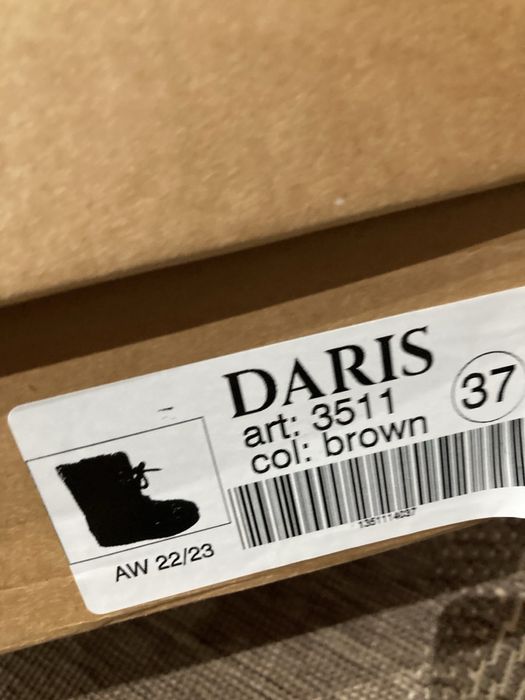 DARIS
art: 3511
col: brown
37
AW 22/23